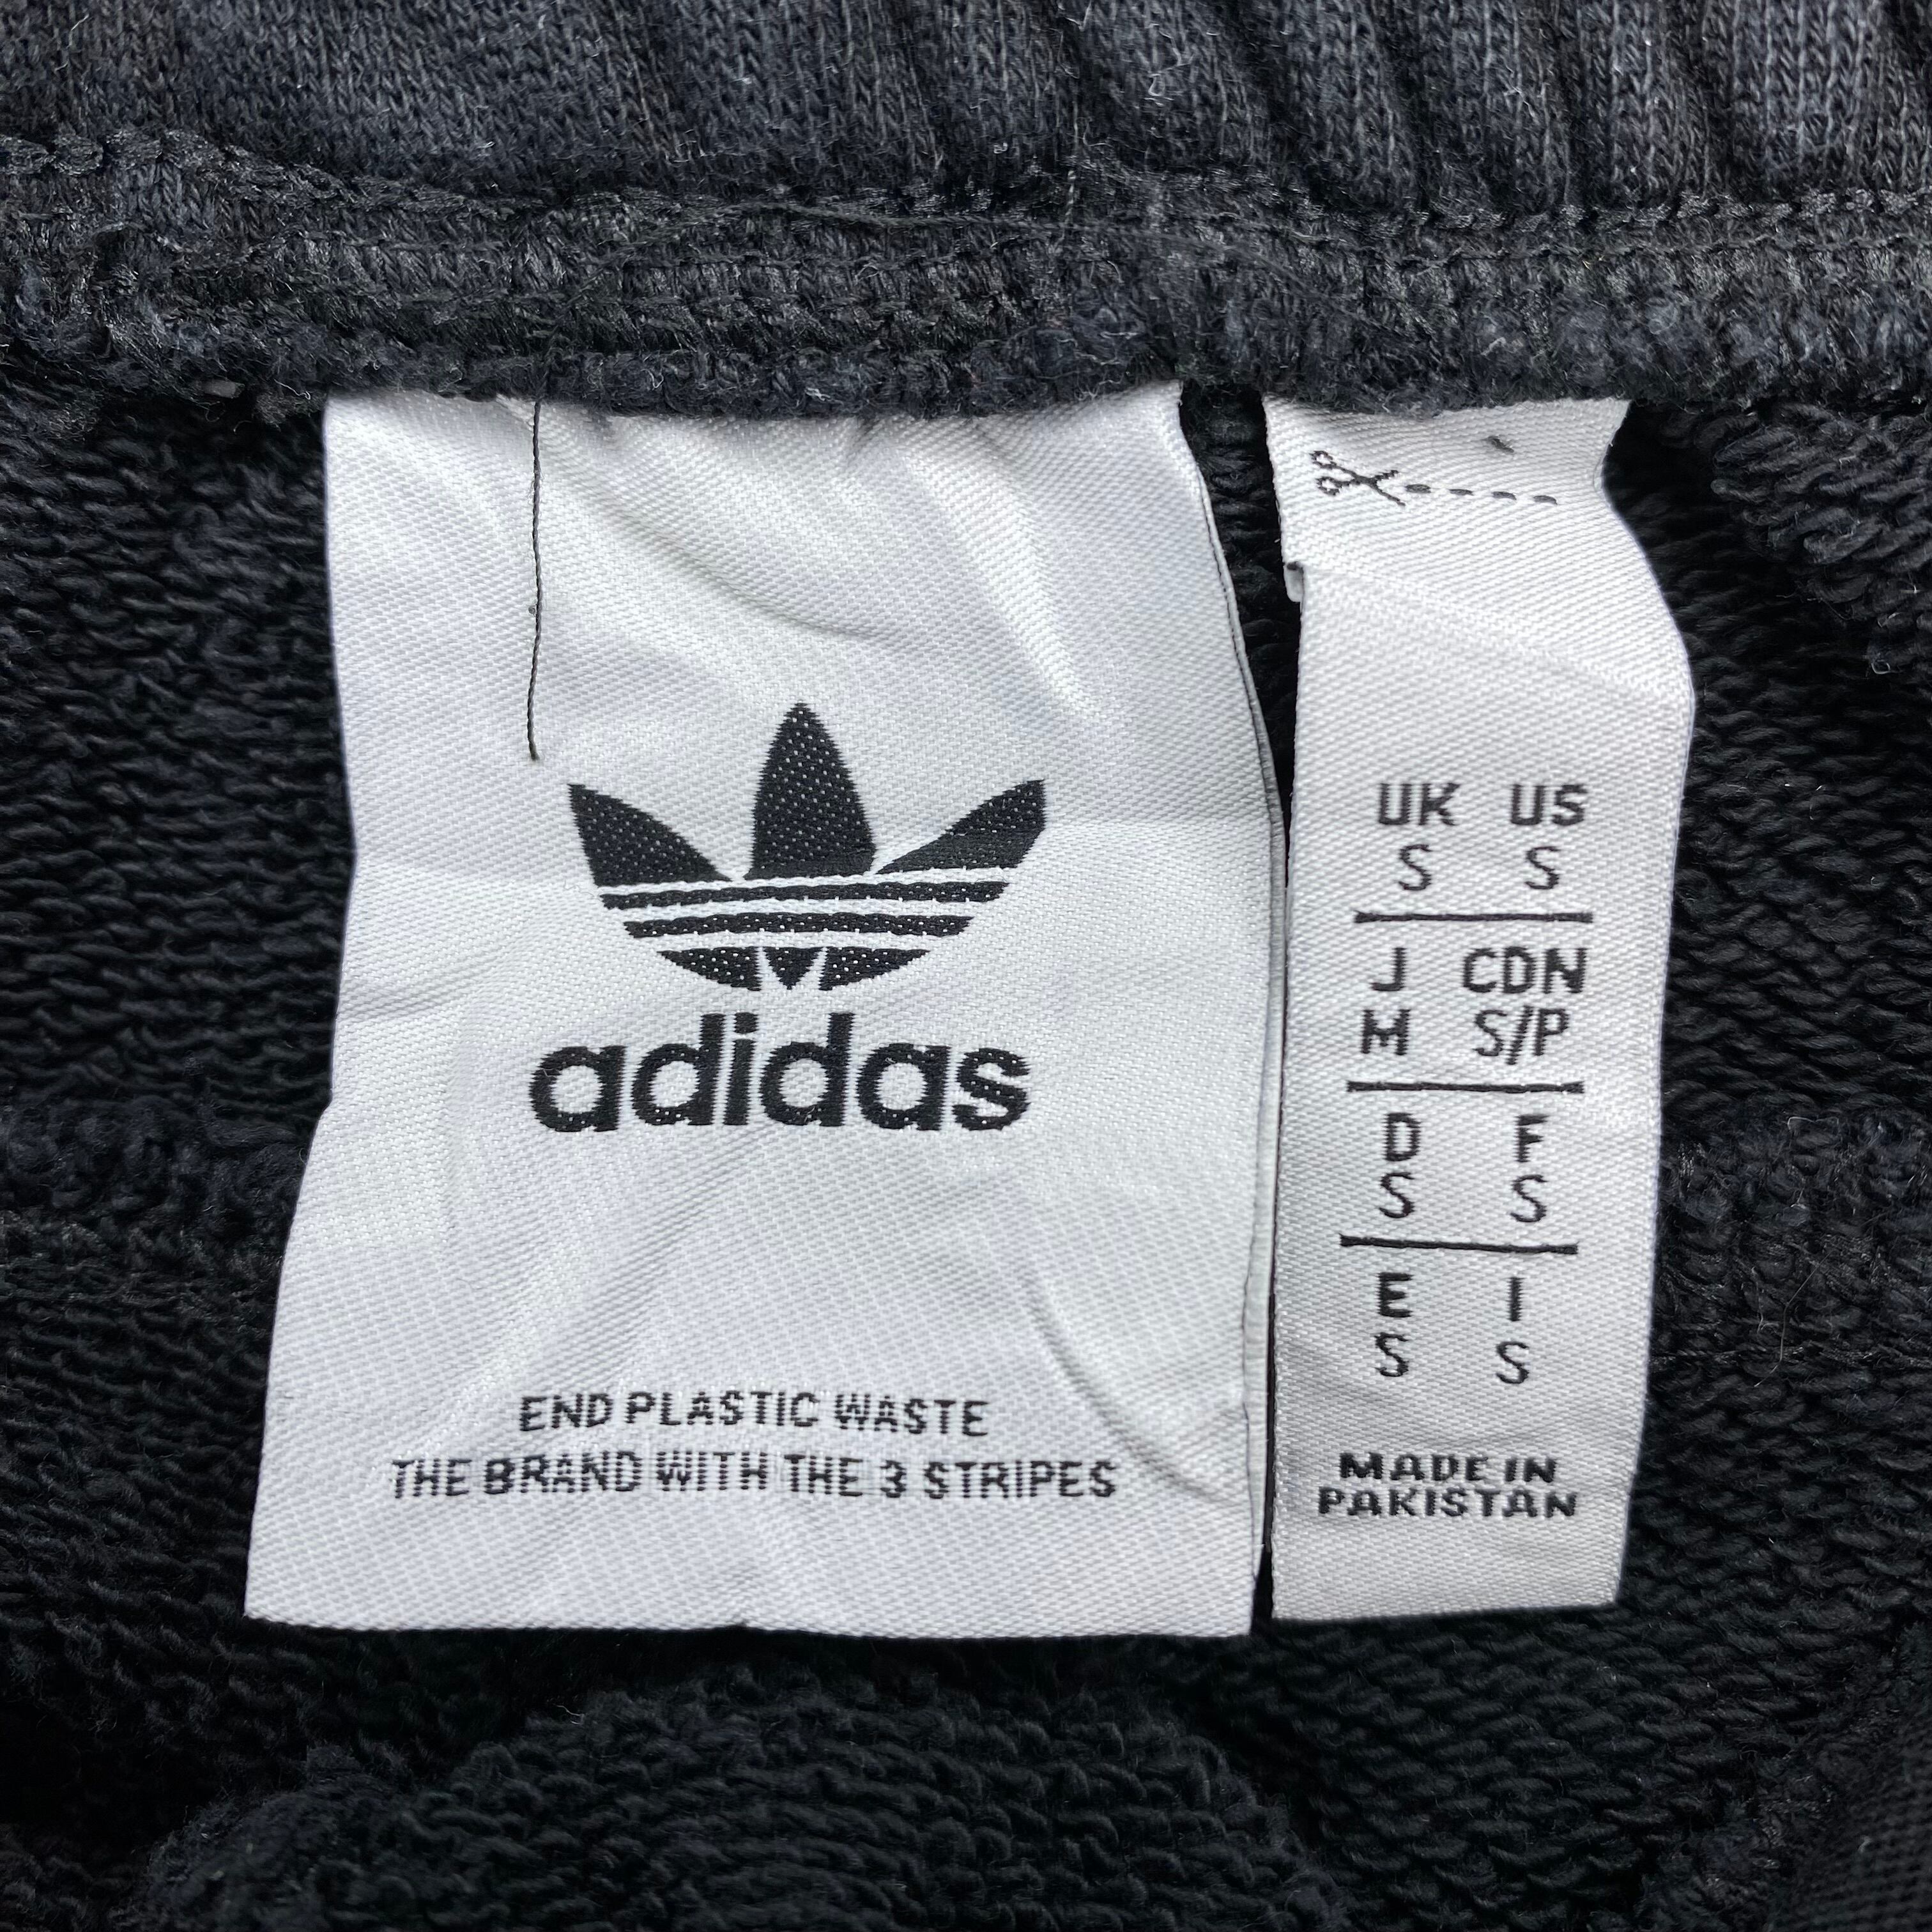 adidas
END PLASTIC WASTE
THE BRAND WITH THE 3 STRIPES
UK US
S S
J CDN
M S/P
D F
S S
E I
S S
MADE IN
PAKISTAN